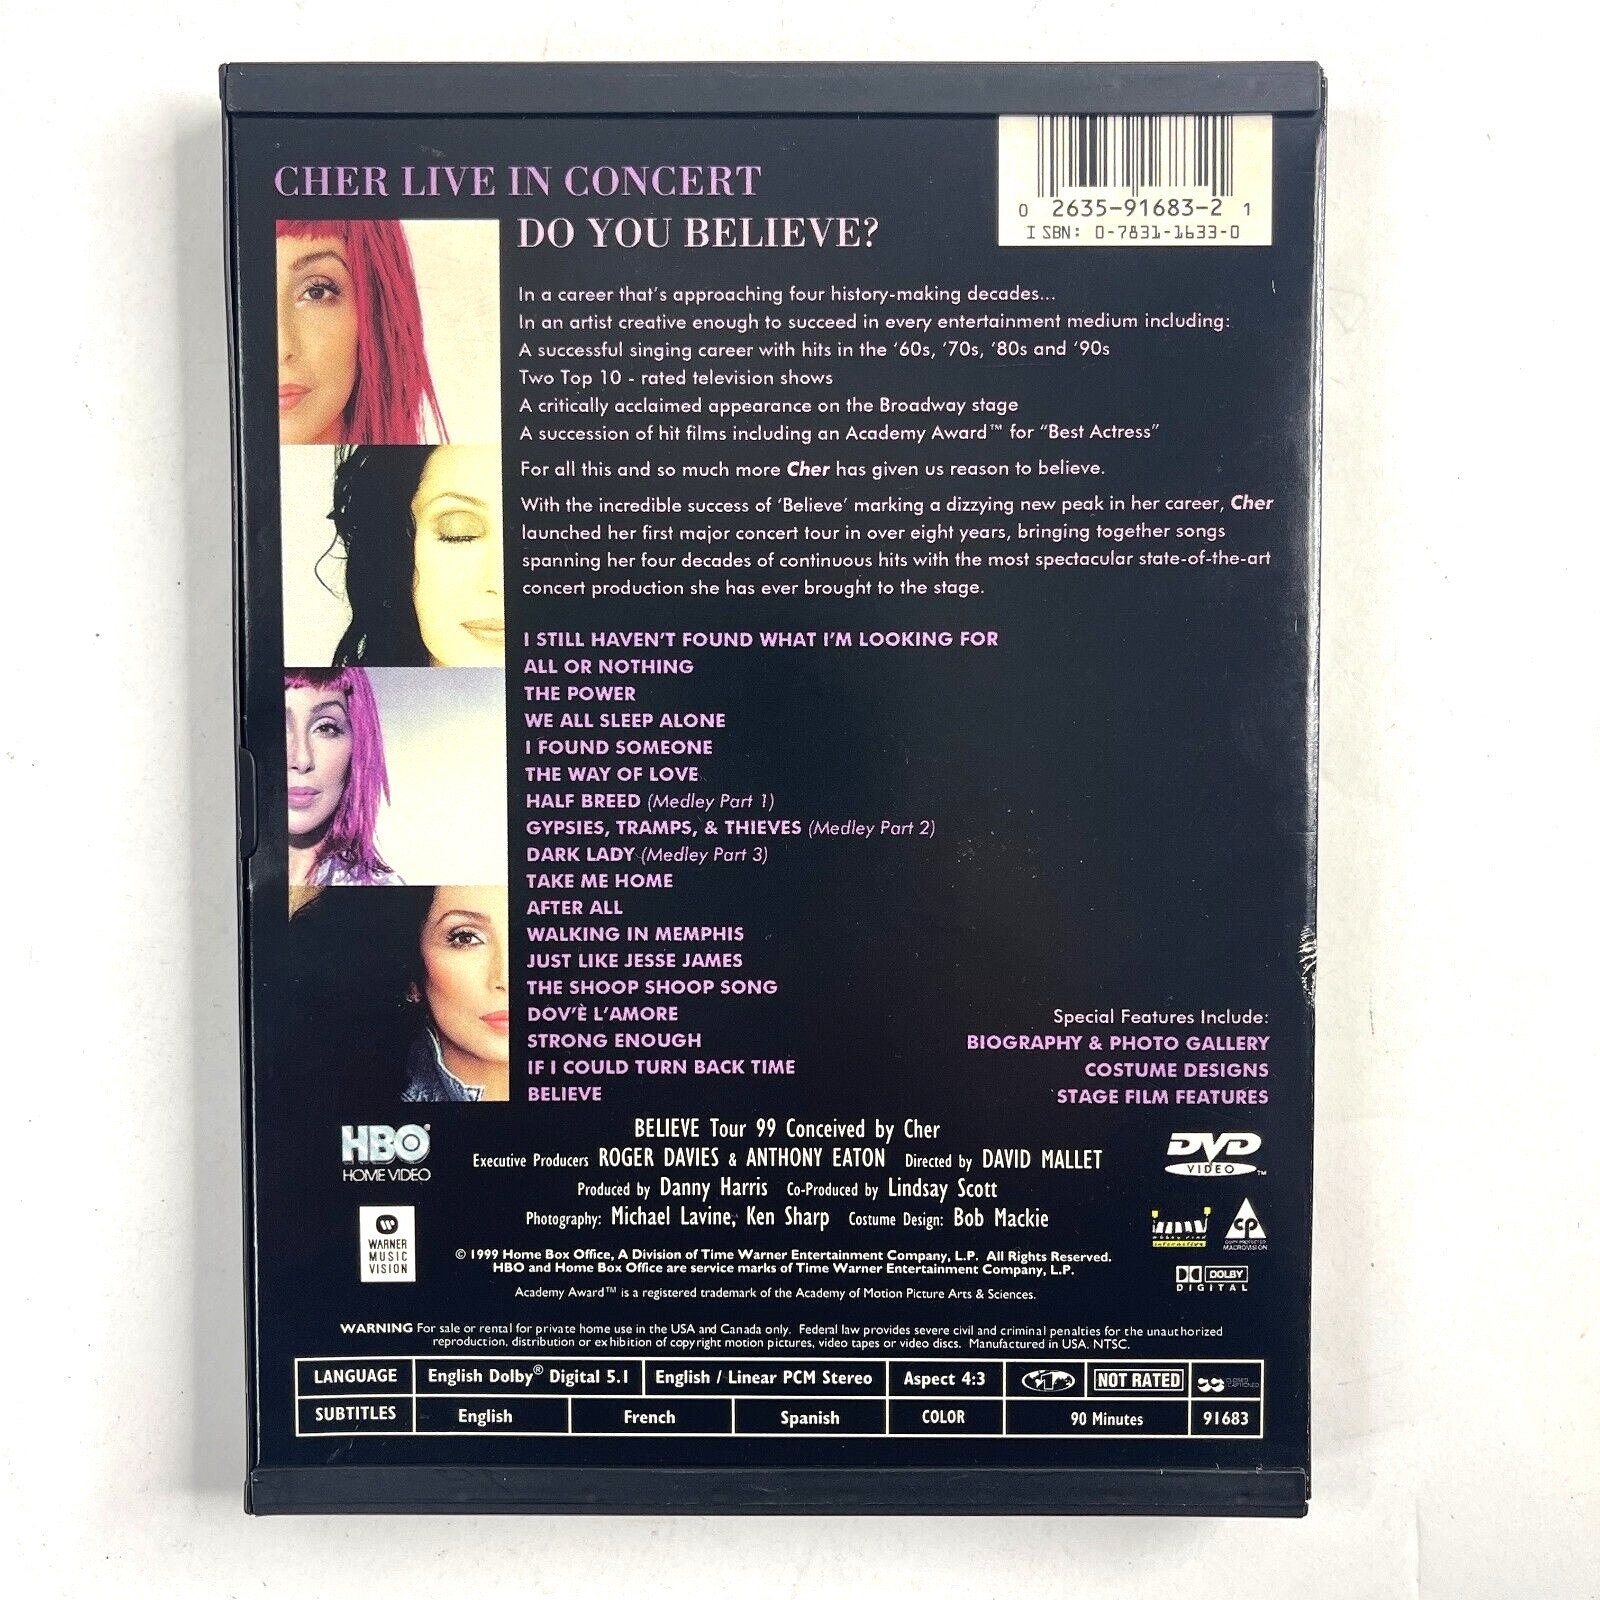 CHER LIVE IN CONCERT
DO YOU BELIEVE?
0 2635-91683-2 1
ISBN: 0-7831-1633-0
In a career that's approaching four history-making decades...
In an artist creative enough to succeed in every entertainment medium including:
A successful singing career with hits in the '60s, '70s, '80s and '90s
Two Top 10 - rated television shows
A critically acclaimed appearance on the Broadway stage
A succession of hit films including an Academy Award™ for "Best Actress"
For all this and so much more Cher has given us reason to believe.
With the incredible success of 'Believe' marking a dizzying new peak in her career, Cher
launched her first major concert tour in over eight years, bringing together songs
spanning her four decades of continuous hits with the most spectacular state-of-the-art
concert production she has ever brought to the stage.
I STILL HAVEN'T FOUND WHAT I'M LOOKING FOR
ALL OR NOTHING
THE POWER
WE ALL SLEEP ALONE
I FOUND SOMEONE
THE WAY OF LOVE
HALF BREED (Medley Part 1)
GYPSIES, TRAMPS, & THIEVES (Medley Part 2)
DARK LADY (Medley Part 3)
TAKE ME HOME
AFTER ALL
WALKING IN MEMPHIS
JUST LIKE JESSE JAMES
THE SHOOP SHOOP SONG
DOV'È L'AMORE
STRONG ENOUGH
IF I COULD TURN BACK TIME
BELIEVE
Special Features Include:
BIOGRAPHY & PHOTO GALLERY
COSTUME DESIGNS
STAGE FILM FEATURES
HBO
HOME VIDEO
WARNER
MUSIC
VISION
BELIEVE Tour 99 Conceived by Cher
Executive Producers ROGER DAVIES & ANTHONY EATON Directed by DAVID MALLET
Produced by Danny Harris Co-Produced by Lindsay Scott
Photography: Michael Lavine, Ken Sharp Costume Design: Bob Mackie
© 1999 Home Box Office, A Division of Time Warner Entertainment Company, L.P. All Rights Reserved.
HBO and Home Box Office are service marks of Time Warner Entertainment Company, L.P.
Academy Award™ is a registered trademark of the Academy of Motion Picture Arts & Sciences.
DVD
VIDEO ™
abbey road
interactive
CP
COPY PROTECTED
MACROVISION
DOLBY
DIGITAL
WARNING For sale or rental for private home use in the USA and Canada only. Federal law provides severe civil and criminal penalties for the unauthorized
reproduction, distribution or exhibition of copyright motion pictures, video tapes or video discs. Manufactured in USA. NTSC.
LANGUAGE English Dolby® Digital 5.1 English / Linear PCM Stereo Aspect 4:3 1 NOT RATED CLOSED CAPTIONED
SUBTITLES English French Spanish COLOR 90 Minutes 91683